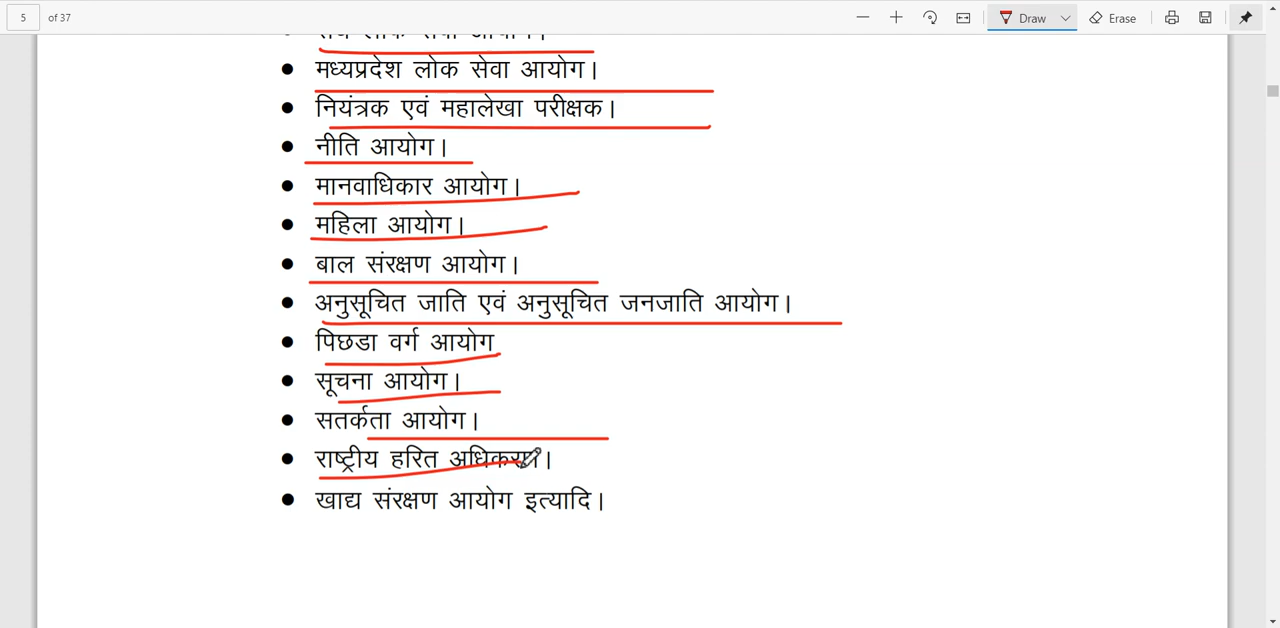 5 of 37 Draw Erase
लोक सेवा आयोग।
• मध्यप्रदेश लोक सेवा आयोग।
• नियंत्रक एवं महालेखा परीक्षक।
• नीति आयोग।
• मानवाधिकार आयोग।
• महिला आयोग।
• बाल संरक्षण आयोग।
• अनुसूचित जाति एवं अनुसूचित जनजाति आयोग।
• पिछडा वर्ग आयोग
• सूचना आयोग।
• सतर्कता आयोग।
• राष्ट्रीय हरित अधिकरण।
• खाद्य संरक्षण आयोग इत्यादि।